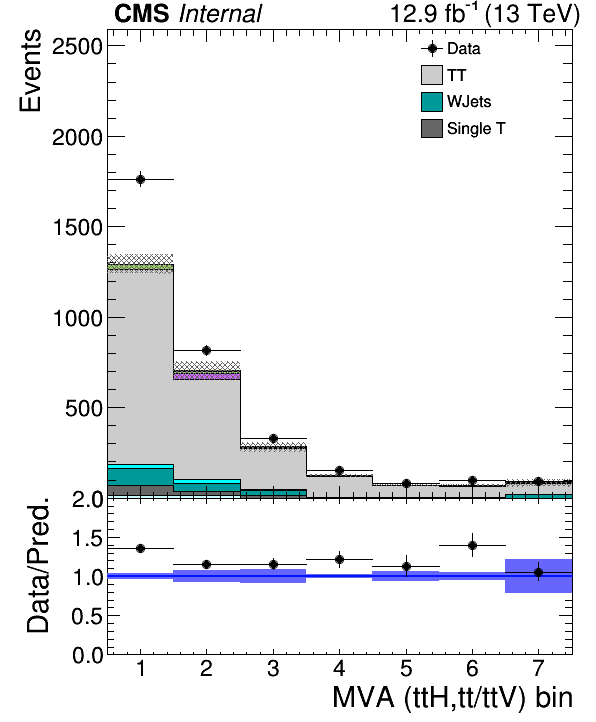 CMS Internal 12.9 fb-1 (13 TeV)
Events
2500
2000
1500
1000
500
Data
TT
WJets
Single T
Data/Pred.
2.0
1.5
1.0
0.5
0.0
1 2 3 4 5 6 7
MVA (ttH,tt/ttV) bin